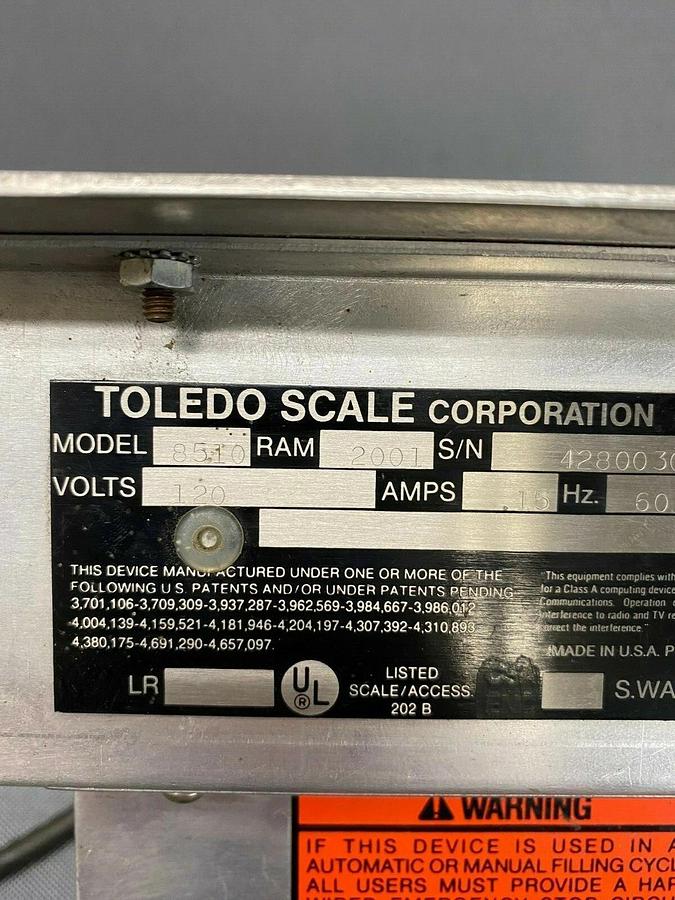 TOLEDO SCALE CORPORATION
MODEL 8510 RAM 2001 S/N 4280030
VOLTS 120 AMPS .15 Hz. 60
THIS DEVICE MANUFACTURED UNDER ONE OR MORE OF THE
FOLLOWING U.S. PATENTS AND/OR UNDER PATENTS PENDING
3,701,106-3,709,309-3,937,287-3,962,569-3,984,667-3,986,012
4,004,139-4,159,521-4,181,946-4,204,197-4,307,392-4,310,893
4,380,175-4,691,290-4,657,097.
This equipment complies with
for a Class A computing device
Communications. Operation
interference to radio and TV re
correct the interference.
MADE IN U.S.A. P
LR UL ® LISTED
SCALE/ACCESS.
202 B
S.WA
WARNING
IF THIS DEVICE IS USED IN A
AUTOMATIC OR MANUAL FILLING CYCL
ALL USERS MUST PROVIDE A HAR
WIRED EMERGENCY STOP CIRCU